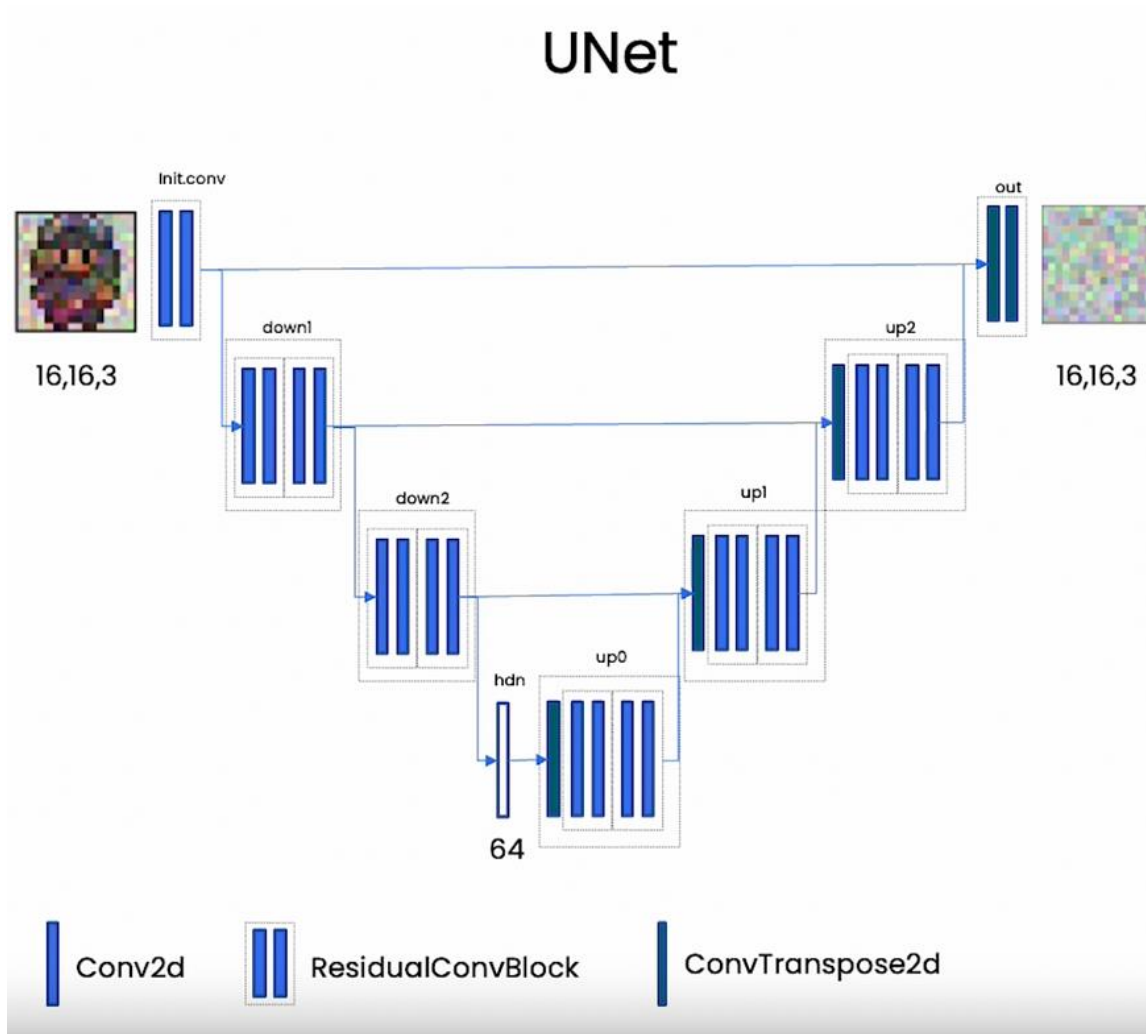 UNet
Init.conv
out
16,16,3
16,16,3
down1
up2
down2
up1
hdn
up0
64
Conv2d
ResidualConvBlock
ConvTranspose2d